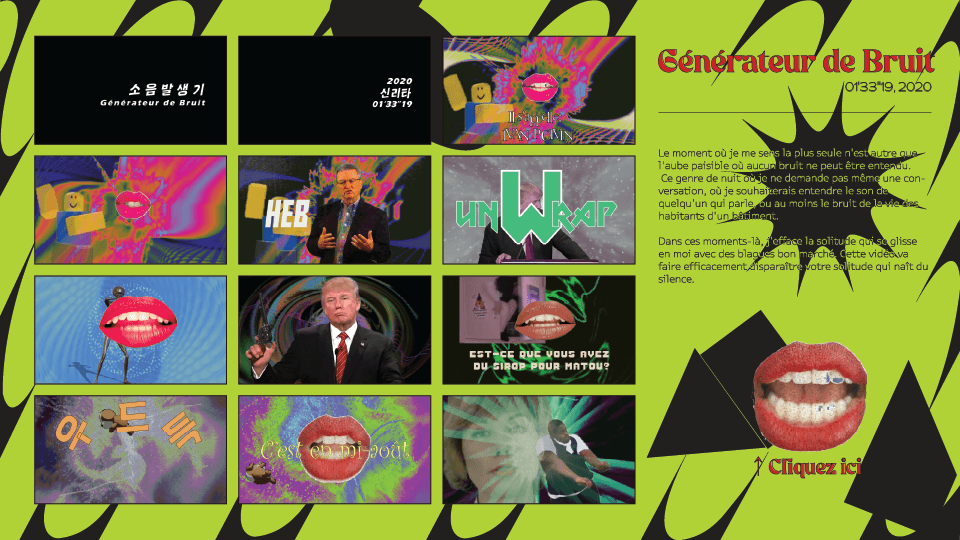 소음발생기
Générateur de Bruit
2020
신리타
01'33"19
HEB
UNWRAP
EST-CE QUE VOUS AVEZ
DU SIROP POUR MATOU?
아드븀
C'est en mi-août
Générateur de Bruit
01'33"19, 2020
Le moment où je me sens la plus seule n'est autre que
l'aube paisible où aucun bruit ne peut être entendu.
Ce genre de nuit où je ne demande pas même une con-
versation, où je souhaiterais entendre le son de
quelqu'un qui parle, ou au moins le bruit de la vie des
habitants d'un bâtiment.
Dans ces moments-là, j'efface la solitude qui se glisse
en moi avec des blagues bon marché. Cette vidéo va
faire efficacement disparaître votre solitude qui naît du
silence.
↑ Cliquez ici